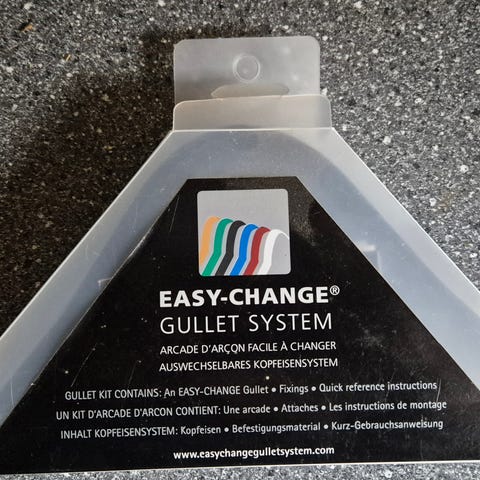 EASY-CHANGE®
GULLET SYSTEM
ARCADE D'ARÇON FACILE À CHANGER
AUSWECHSELBARES KOPFEISENSYSTEM
GULLET KIT CONTAINS: An EASY-CHANGE Gullet • Fixings • Quick reference instructions
UN KIT D'ARCADE D'ARCON CONTIENT: Une arcade • Attaches • Les instructions de montage
INHALT KOPFEISENSYSTEM: Kopfeisen • Befestigungsmaterial • Kurz-Gebrauchsanweisung
www.easychangegulletsystem.com